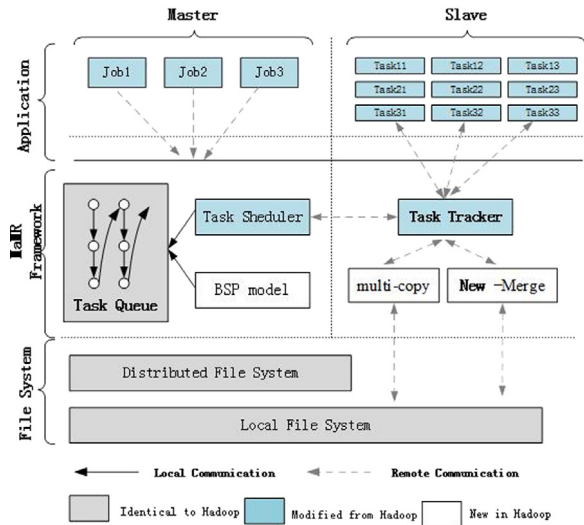 Master
Slave
Application
Job1
Job2
Job3
Task11
Task12
Task13
Task21
Task22
Task23
Task31
Task32
Task33
MaMR
Framework
Task Queue
Task Sheduler
BSP model
Task Tracker
multi-copy
New -Merge
File System
Distributed File System
Local File System
Local Communication
Remote Communication
Identical to Hadoop
Modified from Hadoop
New in Hadoop